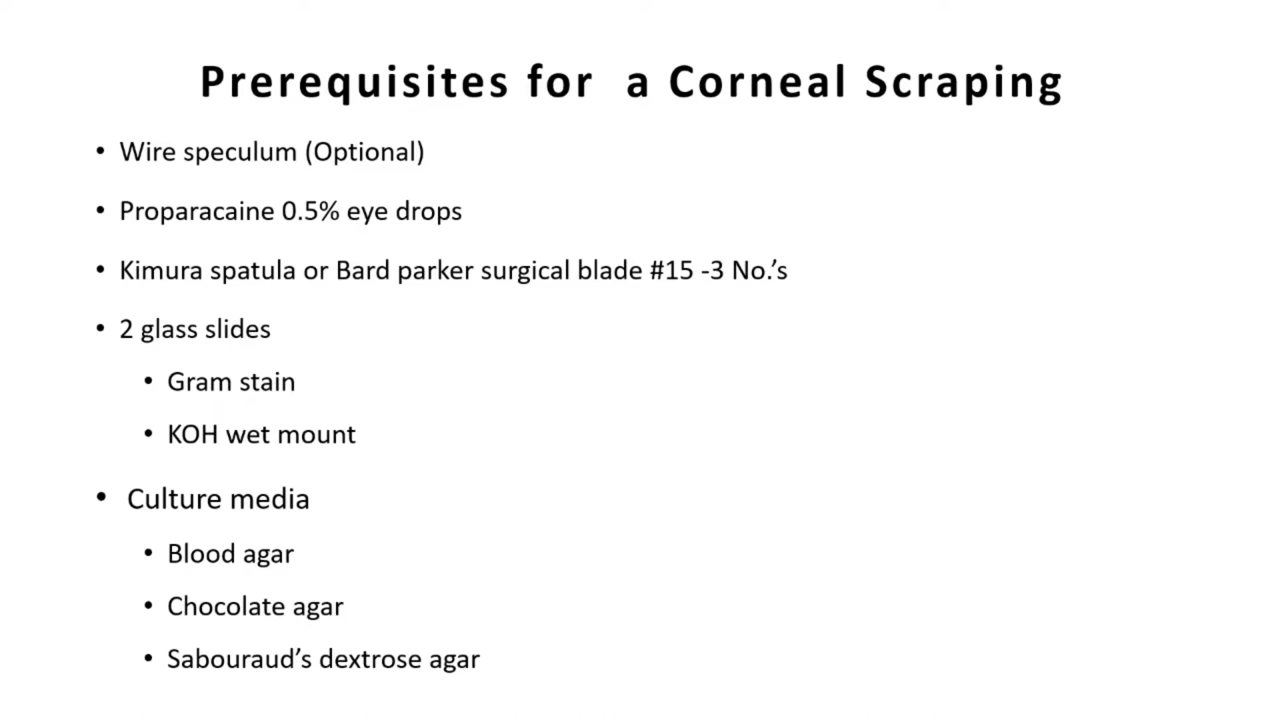 Prerequisites for a Corneal Scraping
• Wire speculum (Optional)
• Proparacaine 0.5% eye drops
• Kimura spatula or Bard parker surgical blade #15 -3 No.’s
• 2 glass slides
• Gram stain
• KOH wet mount
• Culture media
• Blood agar
• Chocolate agar
• Sabouraud’s dextrose agar